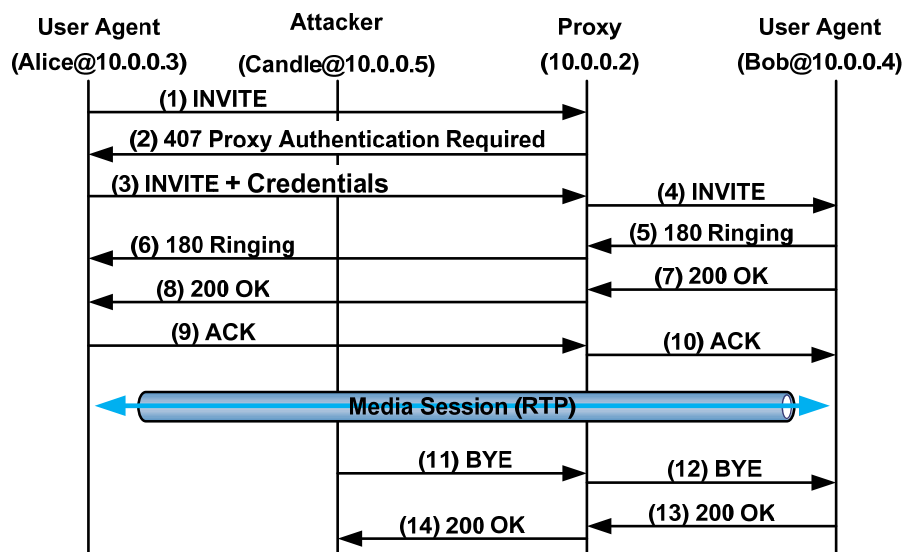 User Agent
(Alice@10.0.0.3)
Attacker
(Candle@10.0.0.5)
Proxy
(10.0.0.2)
User Agent
(Bob@10.0.0.4)
(1) INVITE
(2) 407 Proxy Authentication Required
(3) INVITE + Credentials
(4) INVITE
(5) 180 Ringing
(6) 180 Ringing
(7) 200 OK
(8) 200 OK
(9) ACK
(10) ACK
Media Session (RTP)
(11) BYE
(12) BYE
(13) 200 OK
(14) 200 OK